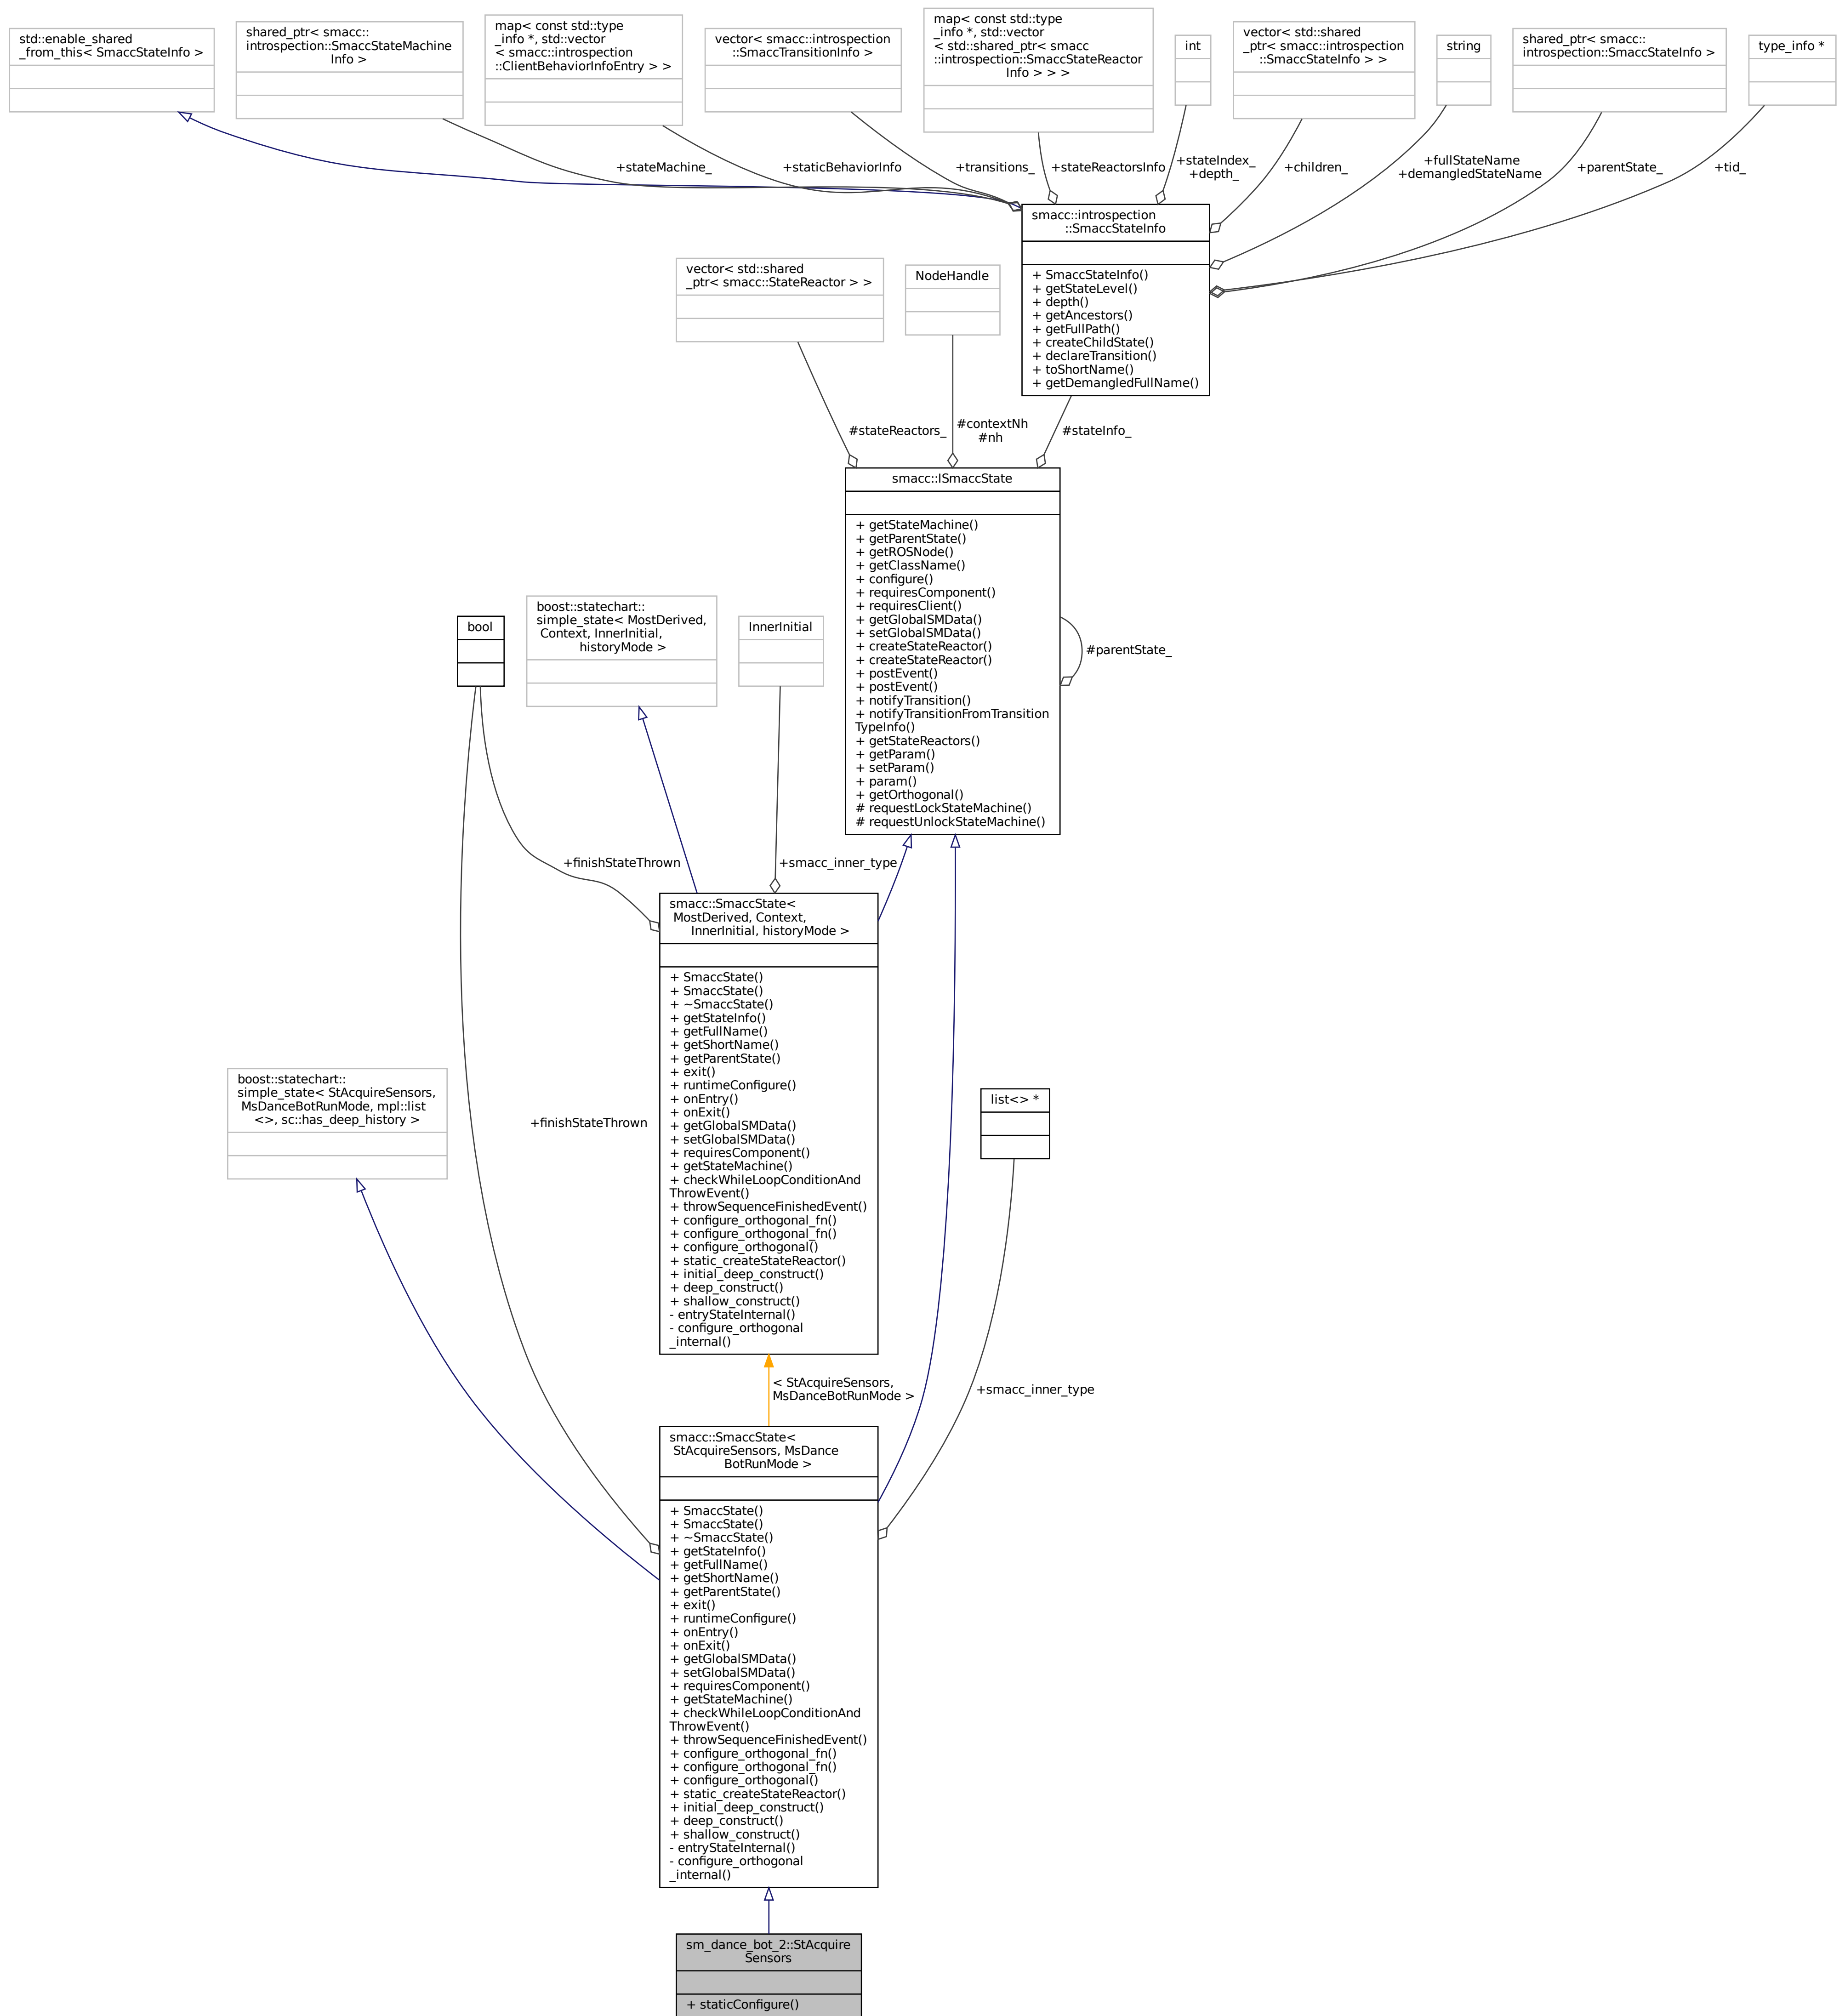 std::enable_shared
_from_this< SmaccStateInfo >
shared_ptr< smacc::
introspection::SmaccStateMachine
Info >
map< const std::type
_info *, std::vector
< smacc::introspection
::ClientBehaviorInfoEntry > >
vector< smacc::introspection
::SmaccTransitionInfo >
map< const std::type
_info *, std::vector
< std::shared_ptr< smacc
::introspection::SmaccStateReactor
Info > > >
int
vector< std::shared
_ptr< smacc::introspection
::SmaccStateInfo > >
string
shared_ptr< smacc::
introspection::SmaccStateInfo >
type_info *
+stateMachine_
+staticBehaviorInfo
+transitions_
+stateReactorsInfo
+stateIndex_
+depth_
+children_
+fullStateName
+demangledStateName
+parentState_
+tid_
smacc::introspection
::SmaccStateInfo
+ SmaccStateInfo()
+ getStateLevel()
+ depth()
+ getAncestors()
+ getFullPath()
+ createChildState()
+ declareTransition()
+ toShortName()
+ getDemangledFullName()
vector< std::shared
_ptr< smacc::StateReactor > >
NodeHandle
#stateReactors_
#contextNh
#nh
#stateInfo_
smacc::ISmaccState
+ getStateMachine()
+ getParentState()
+ getROSNode()
+ getClassName()
+ configure()
+ requiresComponent()
+ requiresClient()
+ getGlobalSMData()
+ setGlobalSMData()
+ createStateReactor()
+ createStateReactor()
+ postEvent()
+ postEvent()
+ notifyTransition()
+ notifyTransitionFromTransition
TypeInfo()
+ getStateReactors()
+ getParam()
+ setParam()
+ param()
+ getOrthogonal()
# requestLockStateMachine()
# requestUnlockStateMachine()
#parentState_
bool
boost::statechart::
simple_state< MostDerived,
Context, InnerInitial,
historyMode >
InnerInitial
+finishStateThrown
+smacc_inner_type
smacc::SmaccState<
MostDerived, Context,
InnerInitial, historyMode >
+ SmaccState()
+ SmaccState()
+ ~SmaccState()
+ getStateInfo()
+ getFullName()
+ getShortName()
+ getParentState()
+ exit()
+ runtimeConfigure()
+ onEntry()
+ onExit()
+ getGlobalSMData()
+ setGlobalSMData()
+ requiresComponent()
+ getStateMachine()
+ checkWhileLoopConditionAnd
ThrowEvent()
+ throwSequenceFinishedEvent()
+ configure_orthogonal_fn()
+ configure_orthogonal_fn()
+ configure_orthogonal()
+ static_createStateReactor()
+ initial_deep_construct()
+ deep_construct()
+ shallow_construct()
- entryStateInternal()
- configure_orthogonal
_internal()
boost::statechart::
simple_state< StAcquireSensors,
MsDanceBotRunMode, mpl::list
<>, sc::has_deep_history >
+finishStateThrown
list<> *
< StAcquireSensors,
MsDanceBotRunMode >
+smacc_inner_type
smacc::SmaccState<
StAcquireSensors, MsDance
BotRunMode >
+ SmaccState()
+ SmaccState()
+ ~SmaccState()
+ getStateInfo()
+ getFullName()
+ getShortName()
+ getParentState()
+ exit()
+ runtimeConfigure()
+ onEntry()
+ onExit()
+ getGlobalSMData()
+ setGlobalSMData()
+ requiresComponent()
+ getStateMachine()
+ checkWhileLoopConditionAnd
ThrowEvent()
+ throwSequenceFinishedEvent()
+ configure_orthogonal_fn()
+ configure_orthogonal_fn()
+ configure_orthogonal()
+ static_createStateReactor()
+ initial_deep_construct()
+ deep_construct()
+ shallow_construct()
- entryStateInternal()
- configure_orthogonal
_internal()
sm_dance_bot_2::StAcquire
Sensors
+ staticConfigure()